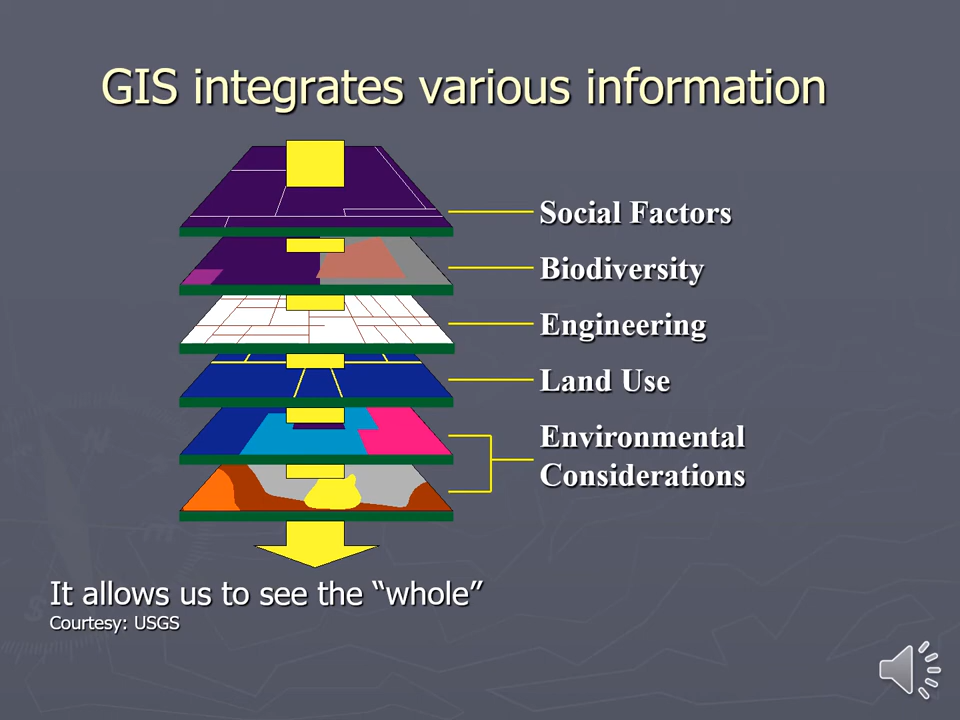 GIS integrates various information
Social Factors
Biodiversity
Engineering
Land Use
Environmental
Considerations
It allows us to see the “whole”
Courtesy: USGS